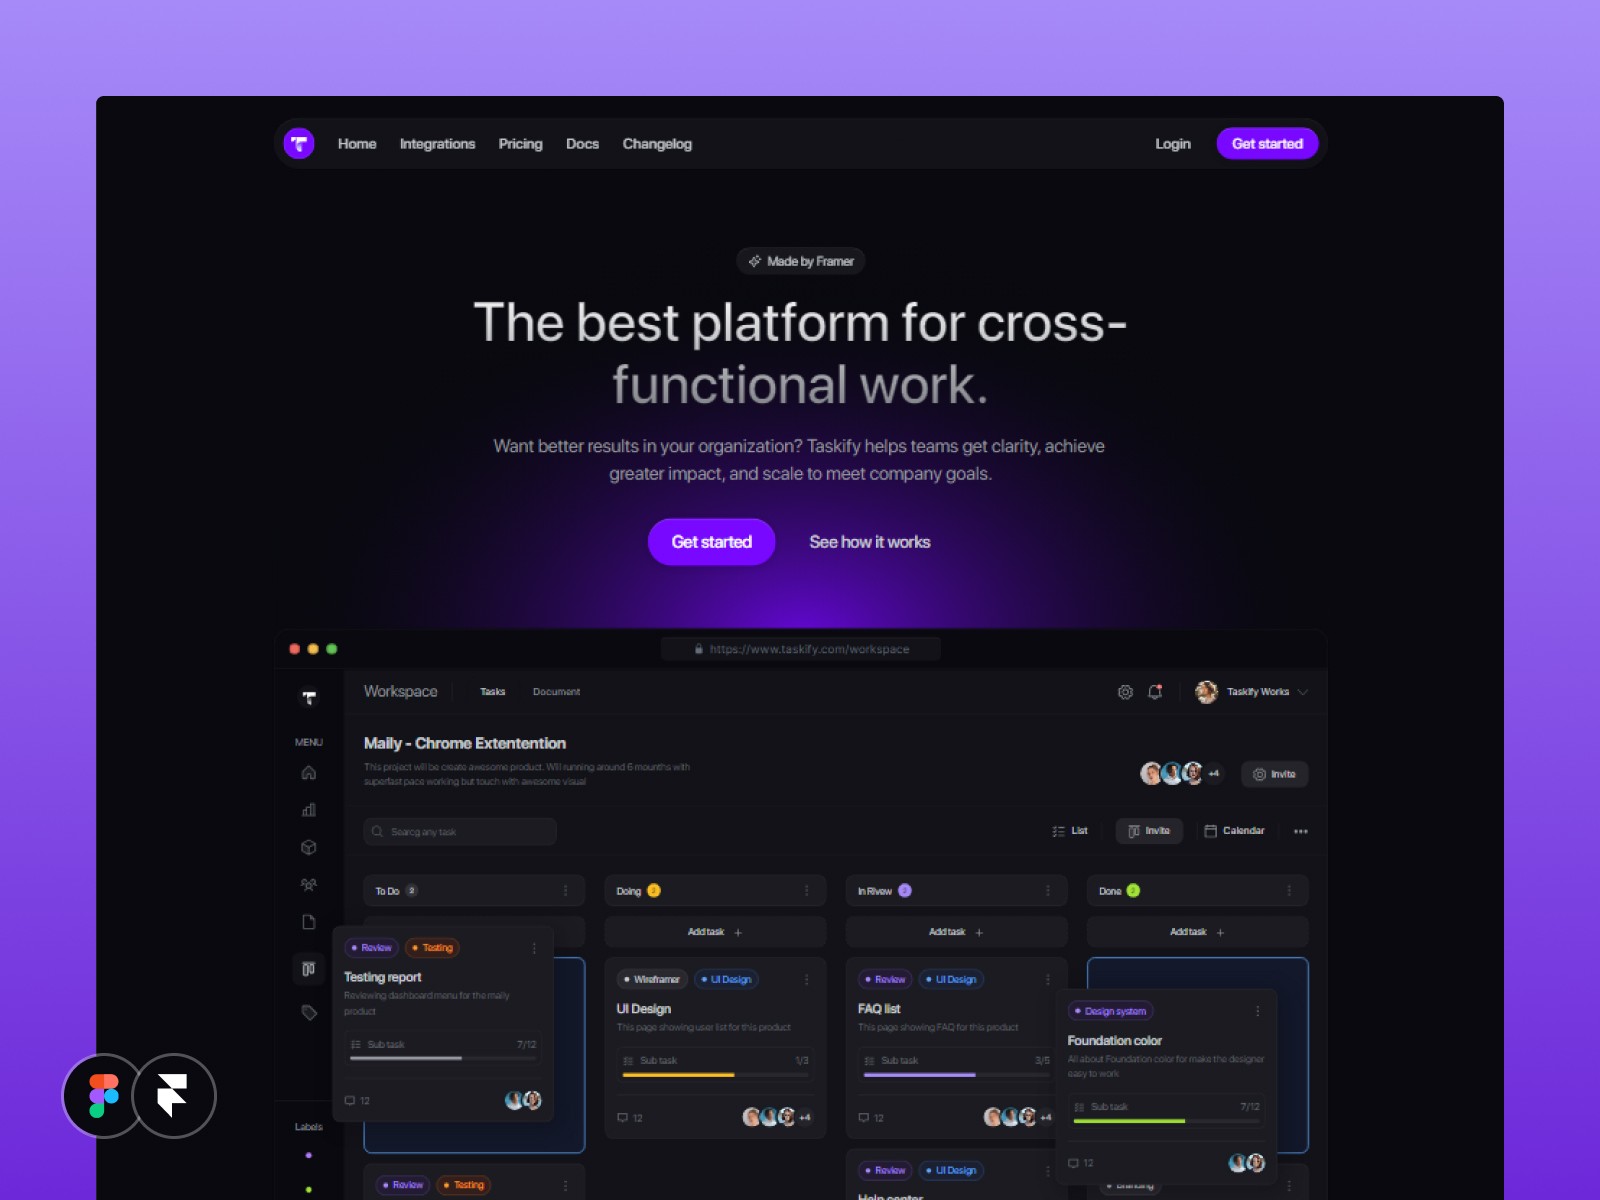 Home Integrations Pricing Docs Changelog Login Get started
Made by Framer
The best platform for cross-
functional work.
Want better results in your organization? Taskify helps teams get clarity, achieve
greater impact, and scale to meet company goals.
Get started See how it works
https://www.taskify.com/workspace
Workspace Tasks Document Taskify Works
MENU
Maily - Chrome Extentention
This project will be create awesome product. Will running around 6 mounths with
superfast pace working but touch with awesome visual
+4 Invite
Searcg any task
List Invite Calendar
To Do 2
Doing 2
In Rivew 2
Done 2
Add task +
Add task +
Add task +
Review Testing
Testing report
Reviewing dashboard menu for the maily
product
Sub task 7/12
12
Wireframer UI Design
UI Design
This page showing user list for this product
Sub task 1/3
12 +4
Review UI Design
FAQ list
This page showing FAQ for this product
Sub task 3/5
12 +4
Design system
Foundation color
All about Foundation color for make the designer
easy to work
Sub task 7/12
12
Labels
Review Testing
Review UI Design
Help center
Branding